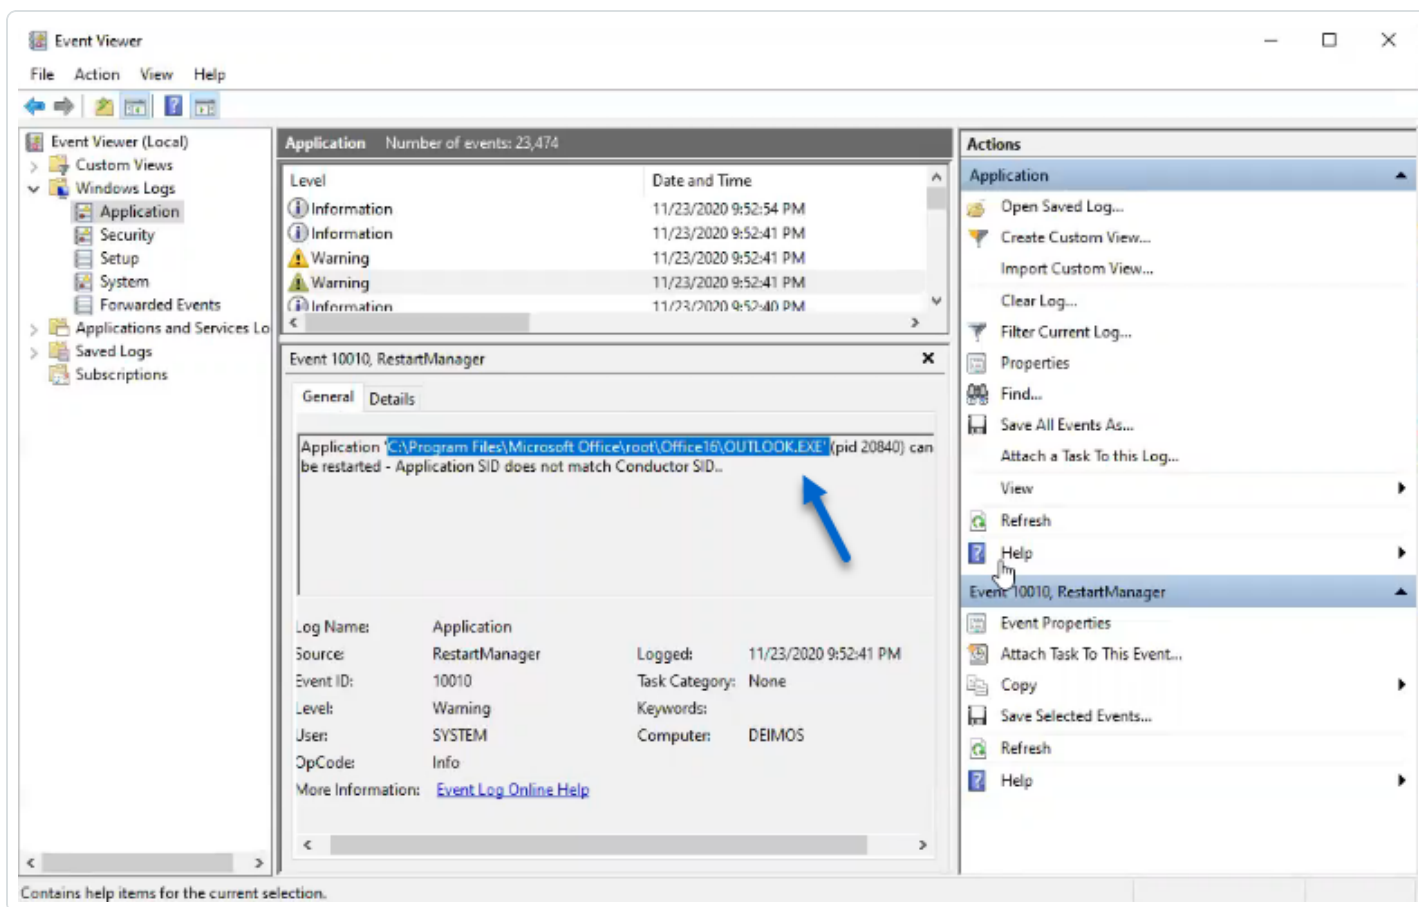 Event Viewer
File Action View Help
Event Viewer (Local)
Custom Views
Windows Logs
Application
Security
Setup
System
Forwarded Events
Applications and Services Lo
Saved Logs
Subscriptions
Application Number of events: 23,474
Level Date and Time
Information 11/23/2020 9:52:54 PM
Information 11/23/2020 9:52:41 PM
Warning 11/23/2020 9:52:41 PM
Warning 11/23/2020 9:52:41 PM
Information 11/23/2020 9:52:40 PM
Event 10010, RestartManager
General Details
Application 'C:\Program Files\Microsoft Office\root\Office16\OUTLOOK.EXE' (pid 20840) can
be restarted - Application SID does not match Conductor SID..
Log Name: Application
Source: RestartManager Logged: 11/23/2020 9:52:41 PM
Event ID: 10010 Task Category: None
Level: Warning Keywords:
User: SYSTEM Computer: DEIMOS
OpCode: Info
More Information: Event Log Online Help
Actions
Application
Open Saved Log...
Create Custom View...
Import Custom View...
Clear Log...
Filter Current Log...
Properties
Find...
Save All Events As...
Attach a Task To this Log...
View
Refresh
Help
Event 10010, RestartManager
Event Properties
Attach Task To This Event...
Copy
Save Selected Events...
Refresh
Help
Contains help items for the current selection.